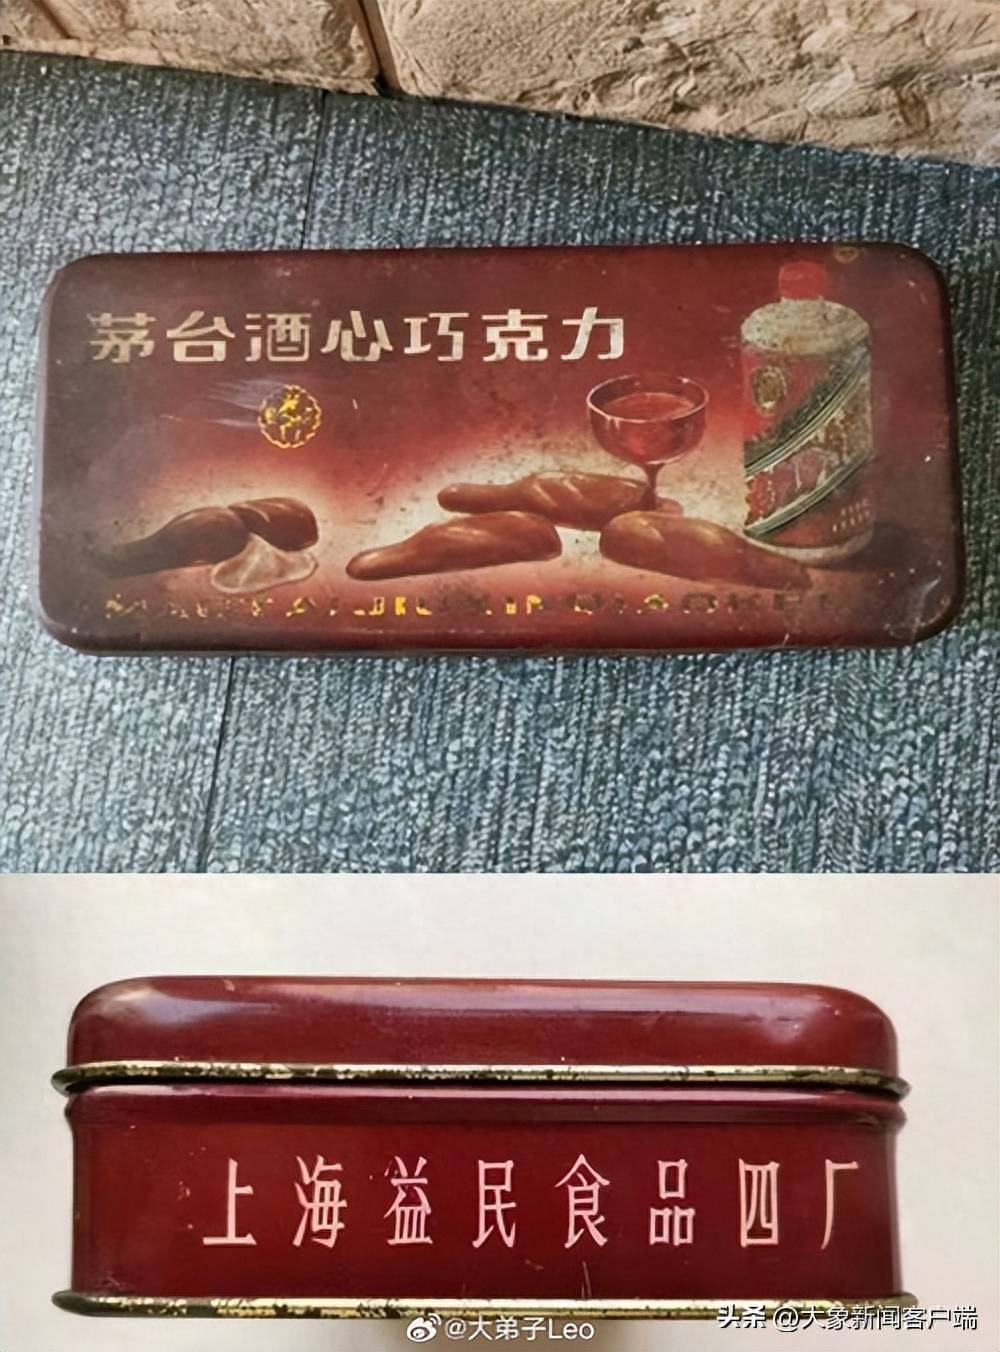 茅台酒心巧克力
上海益民食品四厂
@大弟子Leo
头条 @大象新闻客户端